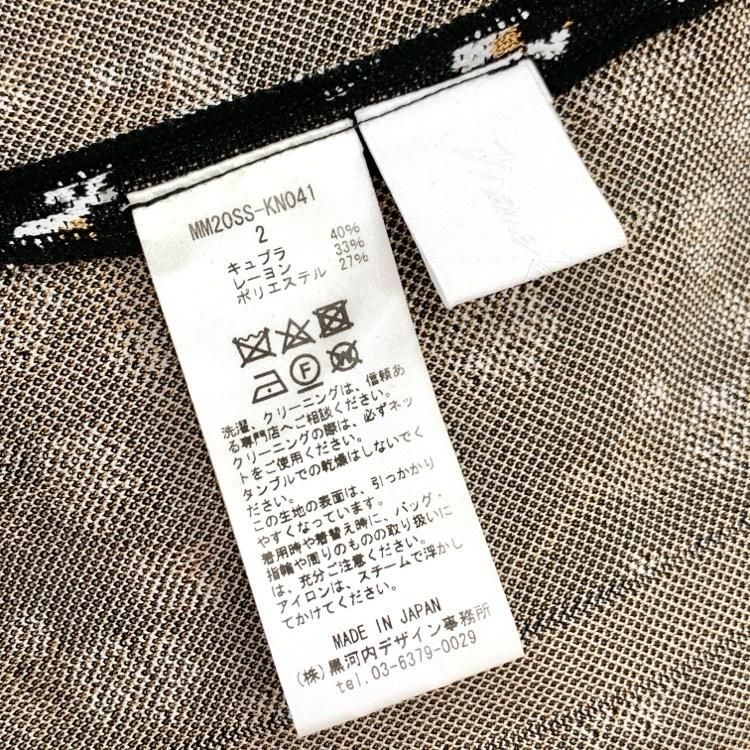 MM20SS-KN041
2
キュプラ 40%
レーヨン 33%
ポリエステル 27%
F
W
洗濯、クリーニングは、信頼あ
る専門店へご相談ください。
クリーニングの際は、必ずネッ
トをご使用ください。
タンブルでの乾燥はしないでく
ださい。
この生地の表面は、引っかかり
やすくなっています。
着用時や着替え時に、バッグ・
指輪や周りのものの取り扱いに
は、充分ご注意ください。
アイロンは、スチームで浮かし
てかけてください。
MADE IN JAPAN
(株)黒河内デザイン事務所
tel.03-6379-0029